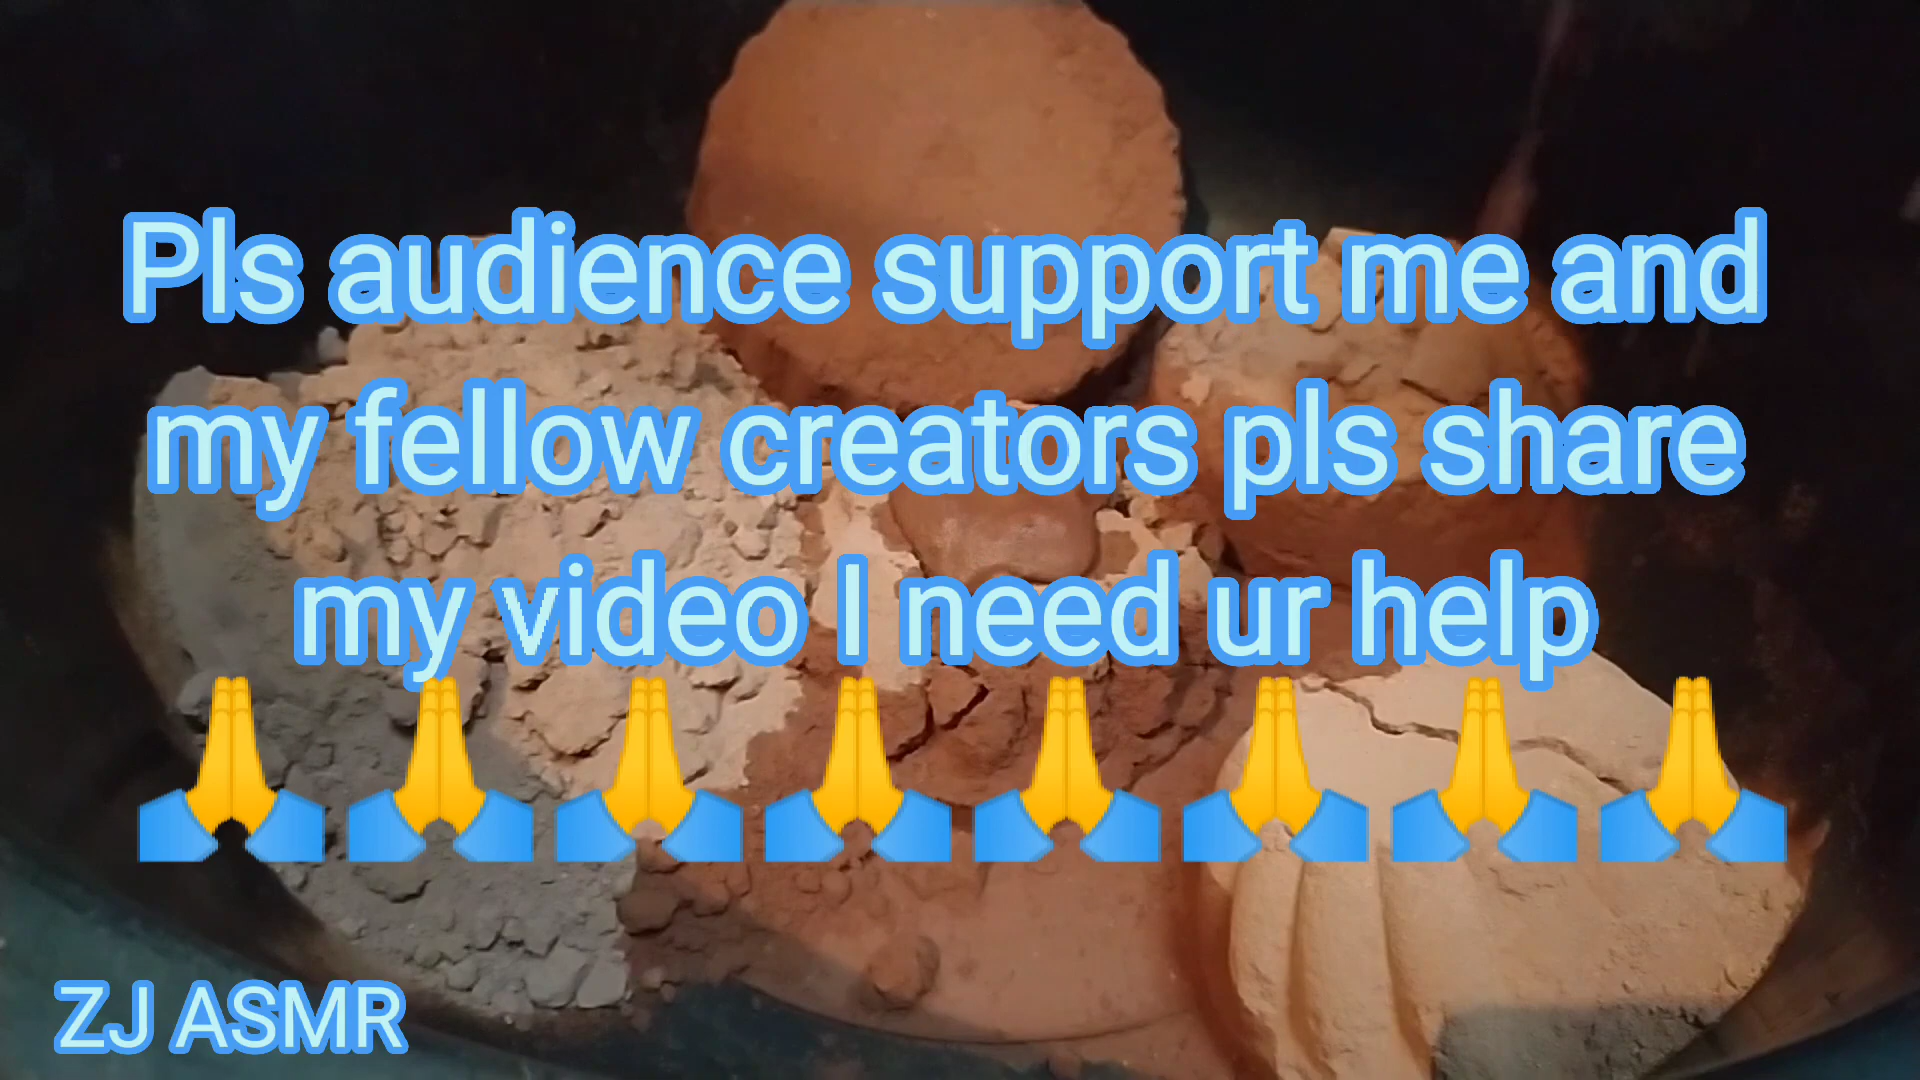 Pls audience support me and
my fellow creators pls share
my video I need ur help
🙏🙏🙏🙏🙏🙏🙏🙏
ZJ ASMR